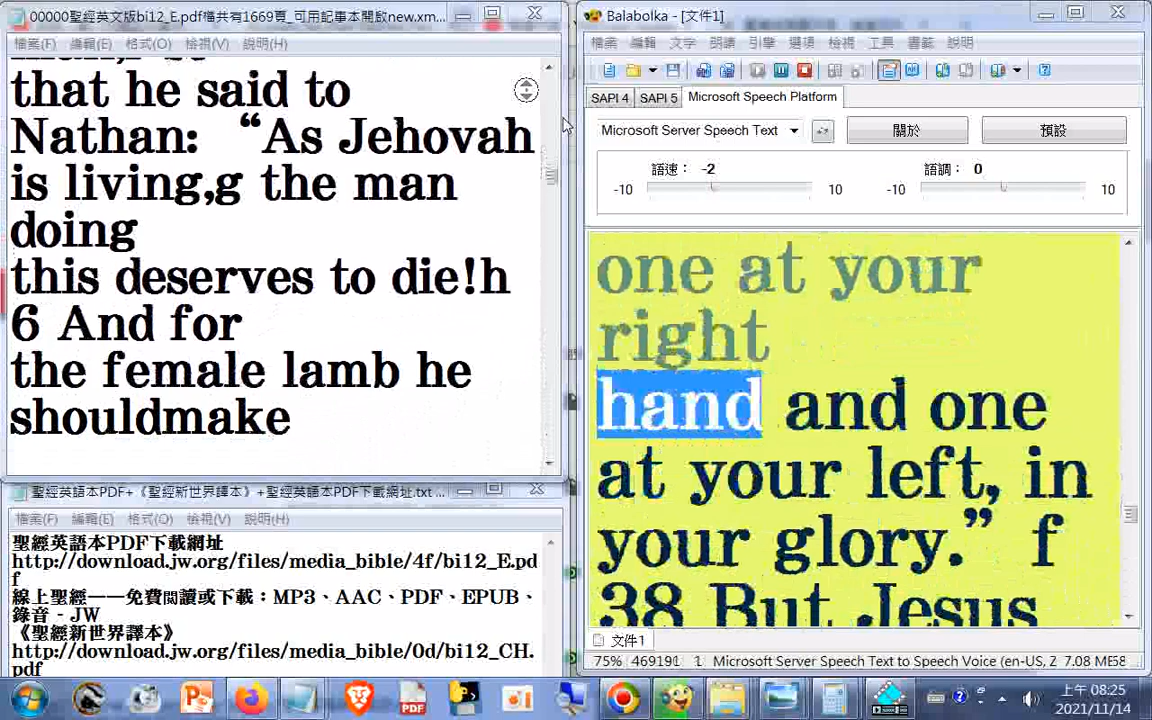 00000聖經英文版bi12_E.pdf檔共有1669頁_可用記事本開啟new.xm...
檔案(F) 編輯(E) 格式(O) 檢視(V) 說明(H)
that he said to
Nathan: “As Jehovah
is living,g the man
doing
this deserves to die!h
6 And for
the female lamb he
shouldmake
聖經英語本PDF+《聖經新世界譯本》+聖經英語本PDF下載網址.txt ...
檔案(F) 編輯(E) 格式(O) 檢視(V) 說明(H)
聖經英語本PDF下載網址
http://download.jw.org/files/media_bible/4f/bi12_E.pd
f
線上聖經——免費閱讀或下載：MP3、AAC、PDF、EPUB、
錄音 - JW
《聖經新世界譯本》
http://download.jw.org/files/media_bible/0d/bi12_CH.
pdf
Balabolka - [文件1]
檔案 編輯 文字 朗讀 引擎 選項 檢視 工具 書籤 說明
SAPI 4 SAPI 5 Microsoft Speech Platform
Microsoft Server Speech Text 關於 預設
語速： -2 語調： 0
-10 10 -10 10
one at your
right
hand and one
at your left, in
your glory.” f
38 But Jesus
文件1
75% 469191 1 Microsoft Server Speech Text to Speech Voice (en-US, Z 7.08 ME58
上午 08:25
2021/11/14